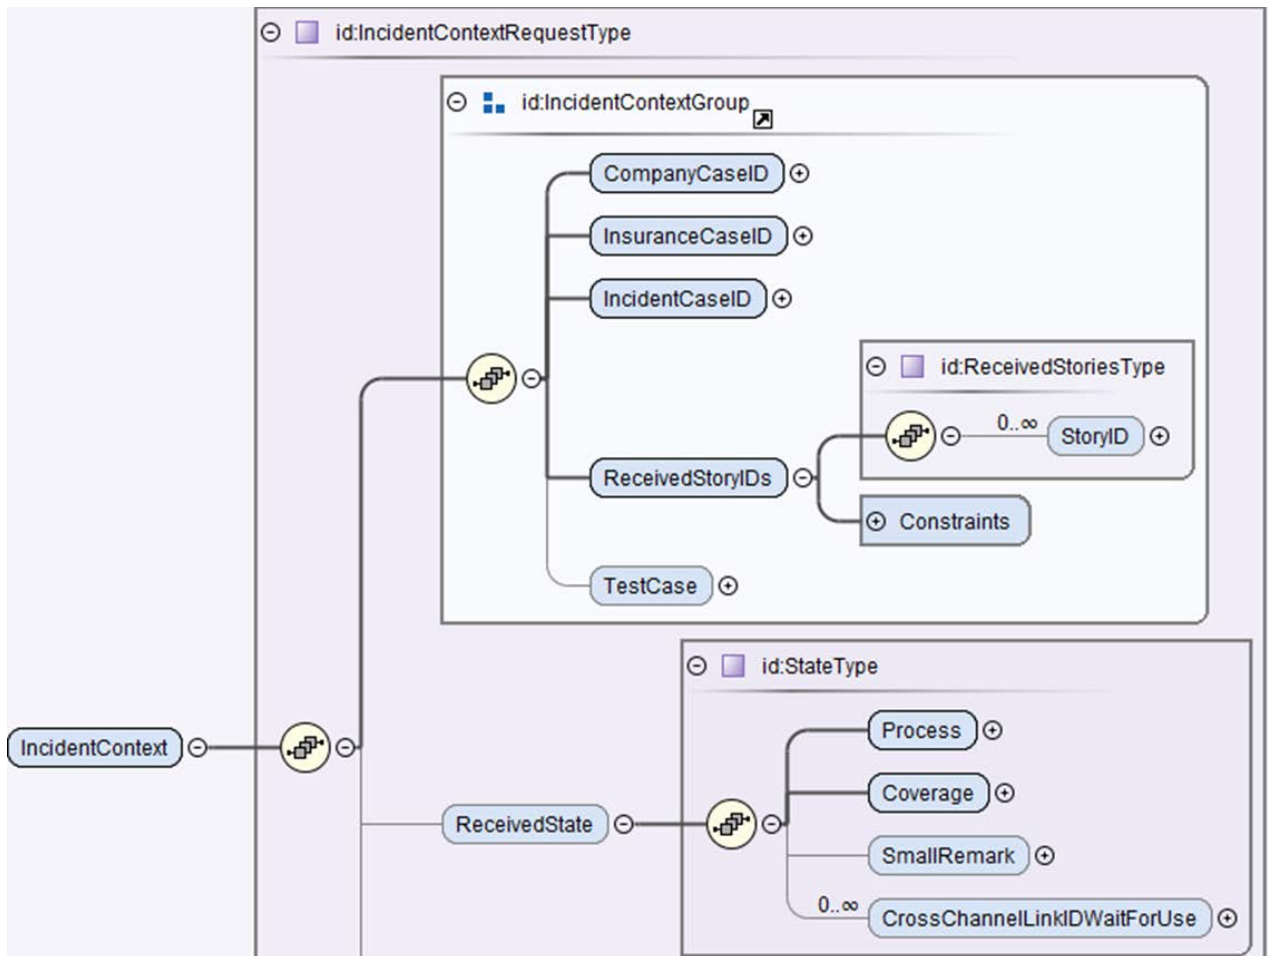 id:IncidentContextRequestType
id:IncidentContextGroup
CompanyCaseID
InsuranceCaseID
IncidentCaseID
id:ReceivedStoriesType
0..∞
StoryID
ReceivedStoryIDs
Constraints
TestCase
id:StateType
Process
IncidentContext
Coverage
ReceivedState
SmallRemark
0..∞
CrossChannelLinkIDWaitForUse